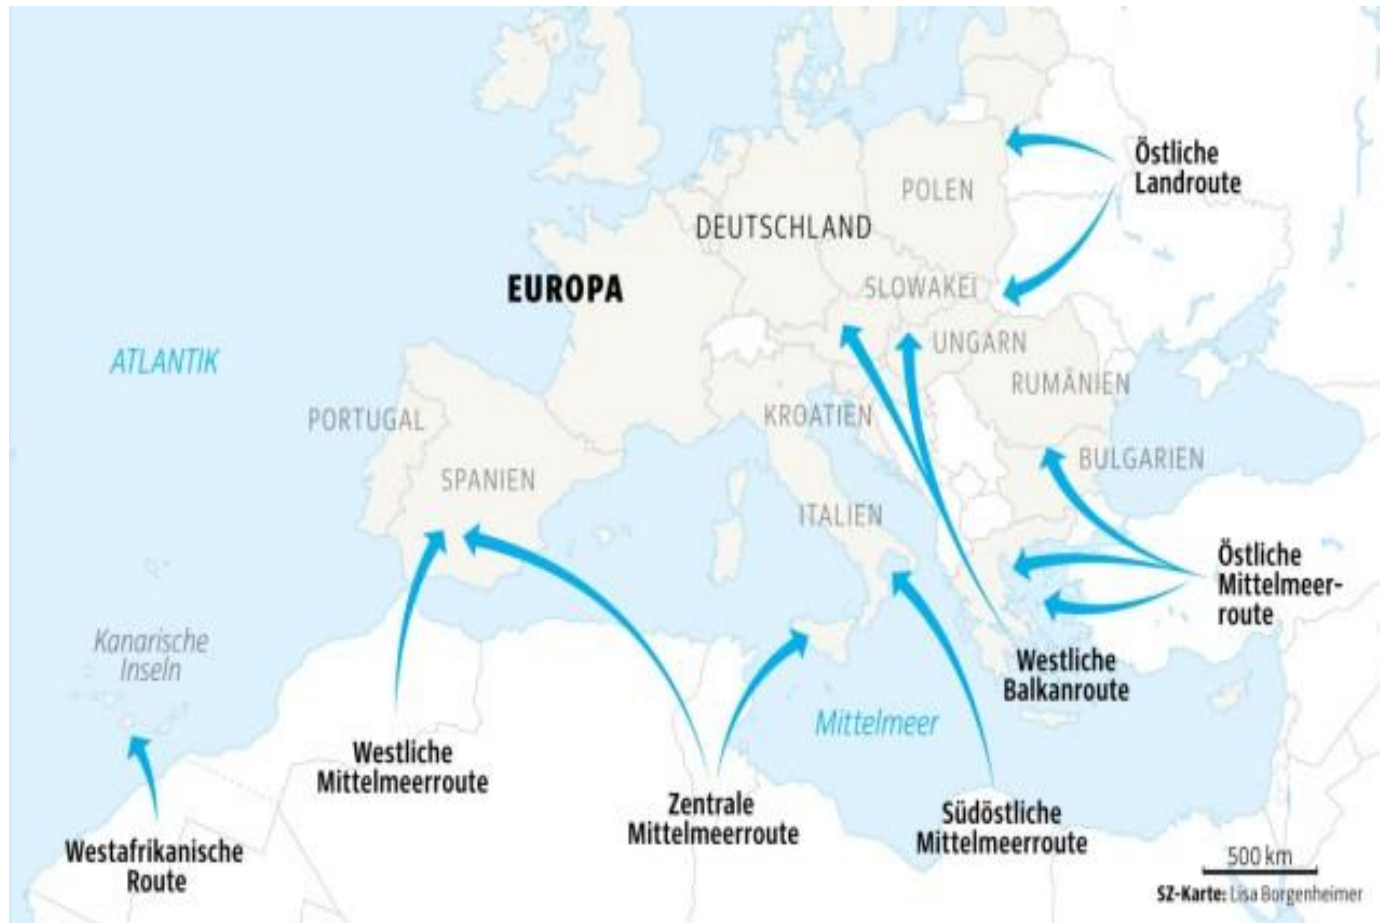 Östliche
Landroute
POLEN
DEUTSCHLAND
EUROPA
SLOWAKEI
UNGARN
ATLANTIK
RUMÄNIEN
PORTUGAL
KROATIEN
BULGARIEN
SPANIEN
ITALIEN
Östliche
Mittelmeer-
route
Kanarische
Inseln
Westliche
Balkanroute
Mittelmeer
Westliche
Mittelmeerroute
Zentrale
Mittelmeerroute
Südöstliche
Mittelmeerroute
Westafrikanische
Route
500 km
SZ-Karte: Lisa Borgenheimer